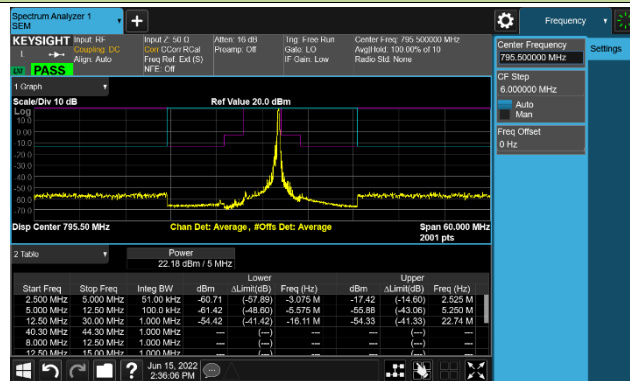 Spectrum Analyzer 1
SEM
Frequency
KEYSIGHT
Input: RF
Coupling: DC
Align: Auto
Input Z: 50 Ω
Corr CCorr RCal
Freq Ref: Ext (S)
NFE: Off
Atten: 16 dB
Preamp: Off
Trig: Free Run
Gate: LO
IF Gain: Low
Center Freq: 795.500000 MHz
Avg|Hold: 100.00% of 10
Radio Std: None
L
PASS
Center Frequency
795.500000 MHz
Settings
CF Step
6.000000 MHz
Auto
Man
Freq Offset
0 Hz
1 Graph
Scale/Div 10 dB
Ref Value 20.0 dBm
Log
10.0
0.00
-10.0
-20.0
-30.0
-40.0
-50.0
-60.0
-70.0
Disp Center 795.50 MHz
Chan Det: Average, #Offs Det: Average
Span 60.000 MHz
2001 pts
2 Table
Power
22.18 dBm / 5 MHz
Lower Upper
Start Freq Stop Freq Integ BW dBm ΔLimit(dB) Freq (Hz) dBm ΔLimit(dB) Freq (Hz)
2.500 MHz 5.000 MHz 51.00 kHz -60.71 (-57.89) -3.075 M -17.42 (-14.60) 2.525 M
5.000 MHz 12.50 MHz 100.0 kHz -61.42 (-48.60) -5.575 M -55.88 (-43.06) 5.250 M
12.50 MHz 30.00 MHz 1.000 MHz -54.42 (-41.42) -16.11 M -54.33 (-41.33) 22.74 M
40.30 MHz 44.30 MHz 1.000 MHz --- (---) --- --- (---) ---
8.000 MHz 12.50 MHz 1.000 MHz --- (---) --- --- (---) ---
12.50 MHz 15.00 MHz 1.000 MHz --- (---) --- --- (---) ---
Jun 15, 2022
2:36:06 PM